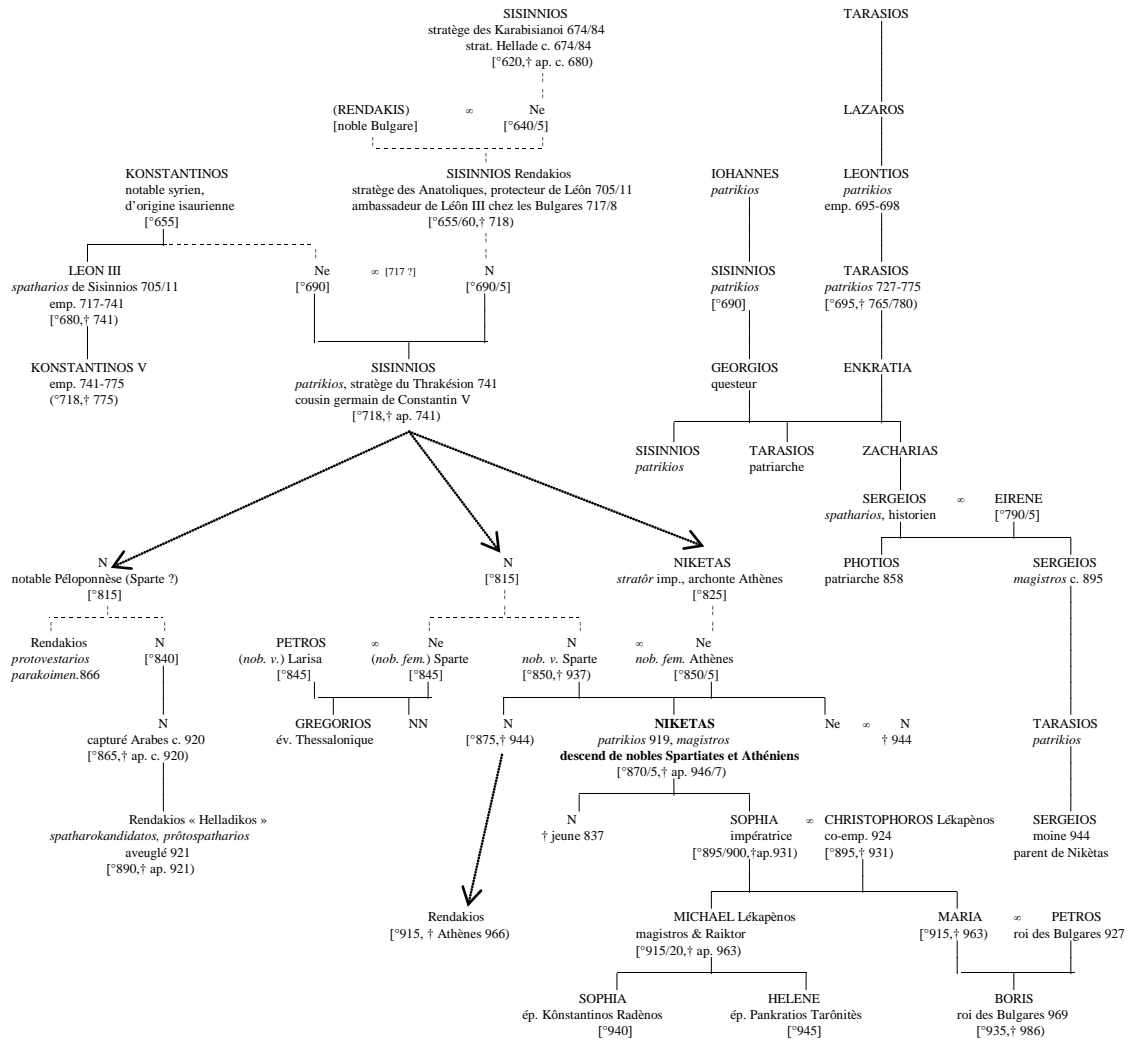 SISINNIOS
stratège des Karabisianoi 674/84
strat. Hellade c. 674/84
[°620,† ap. c. 680)
TARASIOS
(RENDAKIS) ∞ Ne
[noble Bulgare] [°640/5]
LAZAROS
KONSTANTINOS
notable syrien,
d'origine isaurienne
[°655]
SISINNIOS Rendakios
stratège des Anatoliques, protecteur de Léôn 705/11
ambassadeur de Léôn III chez les Bulgares 717/8
[°655/60,† 718)
IOHANNES
patrikios
LEONTIOS
patrikios
emp. 695-698
LEON III
spatharios de Sisinnios 705/11
emp. 717-741
[°680,† 741)
Ne ∞ [717 ?] N
[°690] [°690/5]
SISINNIOS
patrikios
[°690]
TARASIOS
patrikios 727-775
[°695,† 765/780)
KONSTANTINOS V
emp. 741-775
(°718,† 775)
SISINNIOS
patrikios, stratège du Thrakésion 741
cousin germain de Constantin V
[°718,† ap. 741)
GEORGIOS
questeur
ENKRATIA
SISINNIOS
patrikios
TARASIOS
patriarche
ZACHARIAS
SERGEIOS ∞ EIRENE
spatharios, historien [°790/5]
N
notable Péloponnèse (Sparte ?)
[°815]
N
[°815]
NIKETAS
stratôr imp., archonte Athènes
[°825]
PHOTIOS
patriarche 858
SERGEIOS
magistros c. 895
Rendakios
protovestarios
parakoimen.866
N
[°840]
PETROS ∞ Ne
(nob. v.) Larisa (nob. fem.) Sparte
[°845] [°845]
N ∞ Ne
nob. v. Sparte nob. fem. Athènes
[°850,† 937) [°850/5]
N
capturé Arabes c. 920
[°865,† ap. c. 920)
GREGORIOS
év. Thessalonique
NN
N
[°875,† 944)
NIKETAS
patrikios 919, magistros
descend de nobles Spartiates et Athéniens
[°870/5,† ap. 946/7)
Ne ∞ N
† 944
TARASIOS
patrikios
Rendakios « Helladikos »
spatharokandidatos, prôtospatharios
aveuglé 921
[°890,† ap. 921)
N
† jeune 837
SOPHIA ∞ CHRISTOPHOROS Lékapènos
impératrice co-emp. 924
[°895/900,†ap.931) [°895,† 931)
SERGEIOS
moine 944
parent de Nikètas
Rendakios
[°915, † Athènes 966)
MICHAEL Lékapènos
magistros & Raiktor
[°915/20,† ap. 963)
MARIA ∞ PETROS
[°915,† 963) roi des Bulgares 927
SOPHIA
ép. Kônstantinos Radènos
[°940]
HELENE
ép. Pankratios Tarônitès
[°945]
BORIS
roi des Bulgares 969
[°935,† 986)